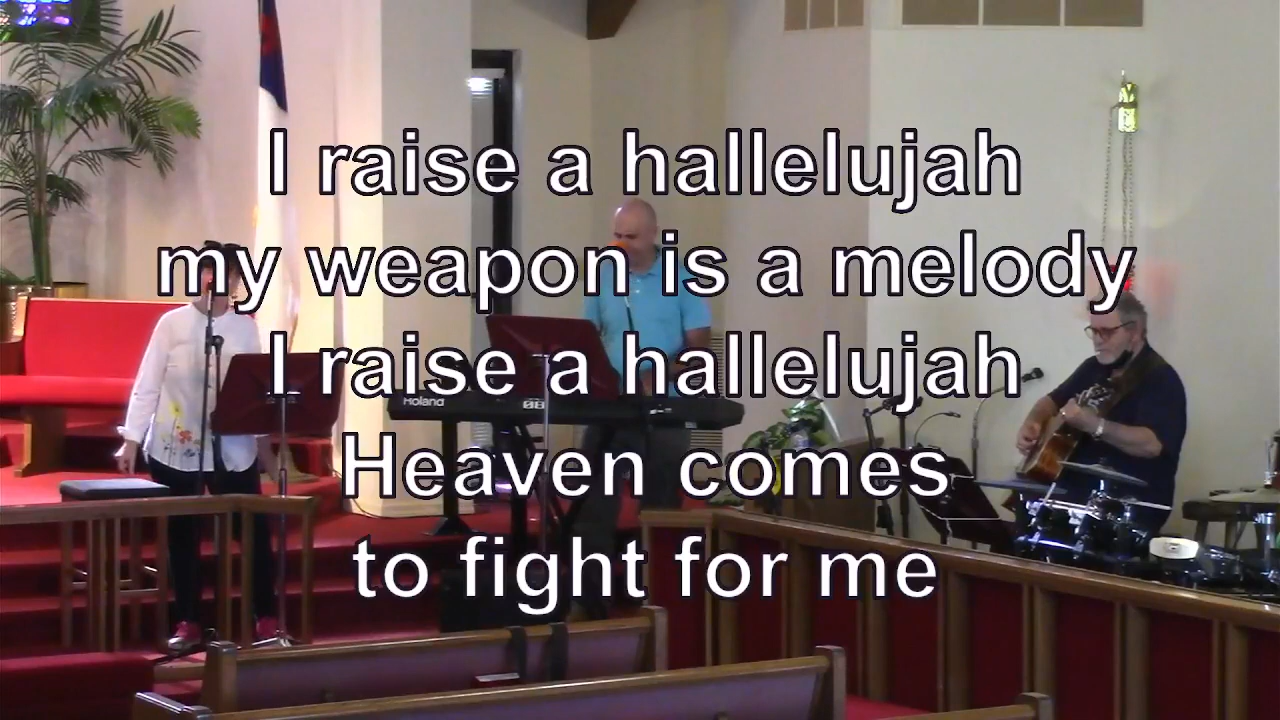 I raise a hallelujah
my weapon is a melody
I raise a hallelujah
Heaven comes
to fight for me
Roland